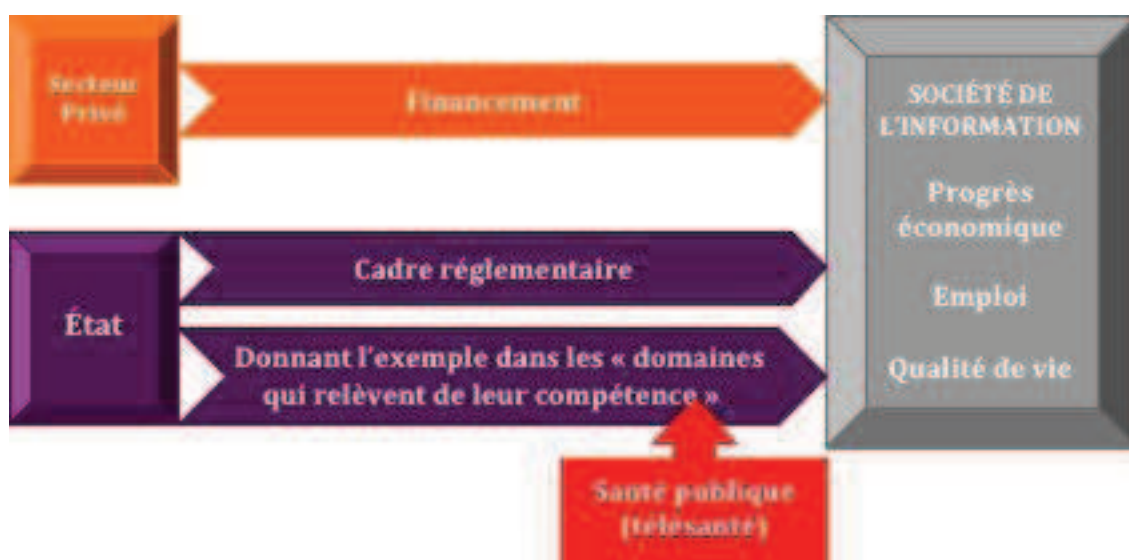 Secteur
Privé
Financement
SOCIÉTÉ DE
L'INFORMATION
Progrès
économique
Emploi
Qualité de vie
État
Cadre réglementaire
Donnant l'exemple dans les « domaines
qui relèvent de leur compétence »
Santé publique
(télésanté)